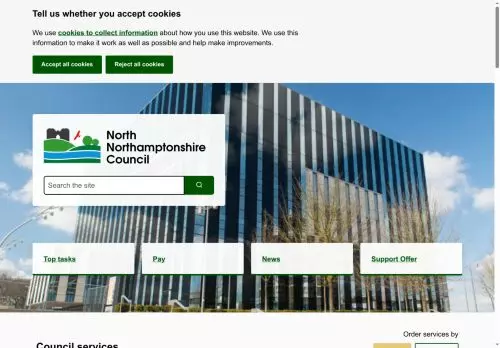 Tell us whether you accept cookies
We use cookies to collect information about how you use this website. We use this
information to make it work as well as possible and help make improvements.
Accept all cookies
Reject all cookies
North
Northamptonshire
Council
Search the site
Top tasks
Pay
News
Support Offer
Order services by
Council services